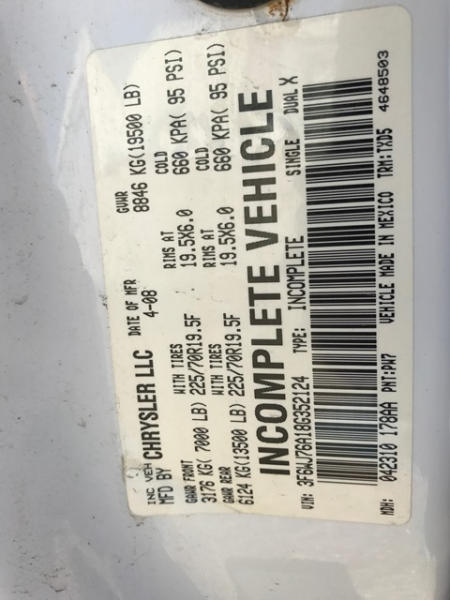 INC VEH
MFD BY CHRYSLER LLC
DATE OF MFR
4-08
GVWR
8846 KG(19500 LB)
GAWR FRONT WITH TIRES RIMS AT COLD
3176 KG( 7000 LB) 225/70R19.5F 19.5X6.0 660 KPA( 95 PSI)
GAWR REAR WITH TIRES RIMS AT COLD
6124 KG(13500 LB) 225/70R19.5F 19.5X6.0 660 KPA( 95 PSI)
INCOMPLETE VEHICLE
VIN: 3F6WJ76A18G352124 TYPE: INCOMPLETE SINGLE DUAL X
MDH: 042310 178AA PNT:PW7 VEHICLE MADE IN MEXICO TRM:TXD5 4648503